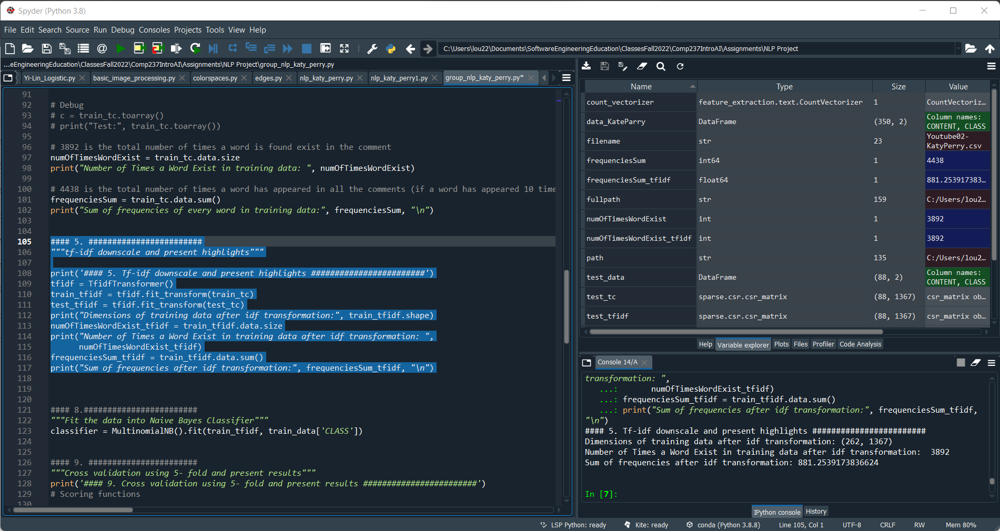 Spyder (Python 3.8)
File Edit Search Source Run Debug Consoles Projects Tools View Help
C:\Users\lou22\Documents\SoftwareEngineeringEducation\ClassesFall2022\Comp237IntroAI\Assignments\NLP Project
...eEngineeringEducation\ClassesFall2022\Comp237IntroAI\Assignments\NLP Project\group_nlp_katy_perry.py
Yi-Lin_Logistic.py basic_image_processing.py colorspaces.py edges.py nlp_katy_perry.py nlp_katy_perry1.py group_nlp_katy_perry.py*
91
92 # Debug
93 # c = train_tc.toarray()
94 # print("Test:", train_tc.toarray())
95
96 # 3892 is the total number of times a word is found exist in the comment
97 numOfTimesWordExist = train_tc.data.size
98 print("Number of Times a Word Exist in training data: ", numOfTimesWordExist)
99
100 # 4438 is the total number of times a word has appeared in all the comments (if a word has appeared 10 time
101 frequenciesSum = train_tc.data.sum()
102 print("Sum of frequencies of every word in training data:", frequenciesSum, "\n")
103
104
105 #### 5. ########################
106 """tf-idf downscale and present highlights"""
107
108 print('#### 5. Tf-idf downscale and present highlights ########################')
109 tfidf = TfidfTransformer()
110 train_tfidf = tfidf.fit_transform(train_tc)
111 test_tfidf = tfidf.fit_transform(test_tc)
112 print("Dimensions of training data after idf transformation:", train_tfidf.shape)
113 numOfTimesWordExist_tfidf = train_tfidf.data.size
114 print("Number of Times a Word Exist in training data after idf transformation: ",
115 numOfTimesWordExist_tfidf)
116 frequenciesSum_tfidf = train_tfidf.data.sum()
117 print("Sum of frequencies after idf transformation:", frequenciesSum_tfidf, "\n")
118
119
120
121 #### 8.########################
122 """Fit the data into Naive Bayes Classifier"""
123 classifier = MultinomialNB().fit(train_tfidf, train_data['CLASS'])
124
125
126 #### 9. #######################
127 """Cross validation using 5- fold and present results"""
128 print('#### 9. Cross validation using 5- fold and present results ########################')
129 # Scoring functions
130
Name Type Size Value
count_vectorizer feature_extraction.text.CountVectorizer 1 CountVectoriz...
data_KateParry DataFrame (350, 2) Column names: CONTENT, CLASS
filename str 23 Youtube02-KatyPerry.csv
frequenciesSum int64 1 4438
frequenciesSum_tfidf float64 1 881.253917383...
fullpath str 159 C:/Users/lou2...
numOfTimesWordExist int 1 3892
numOfTimesWordExist_tfidf int 1 3892
path str 135 C:/Users/lou2...
test_data DataFrame (88, 2) Column names: CONTENT, CLASS
test_tc sparse.csr.csr_matrix (88, 1367) csr_matrix ob...
test_tfidf sparse.csr.csr_matrix (88, 1367) csr_matrix ob...
Help Variable explorer Plots Files Profiler Code Analysis
Console 14/A
transformation: ",
...: numOfTimesWordExist_tfidf)
...: frequenciesSum_tfidf = train_tfidf.data.sum()
...: print("Sum of frequencies after idf transformation:", frequenciesSum_tfidf,
"\n")
#### 5. Tf-idf downscale and present highlights ########################
Dimensions of training data after idf transformation: (262, 1367)
Number of Times a Word Exist in training data after idf transformation:  3892
Sum of frequencies after idf transformation: 881.2539173836624
In [7]:
IPython console History
LSP Python: ready Kite: ready conda (Python 3.8.8) Line 105, Col 1 UTF-8 CRLF RW Mem 80%